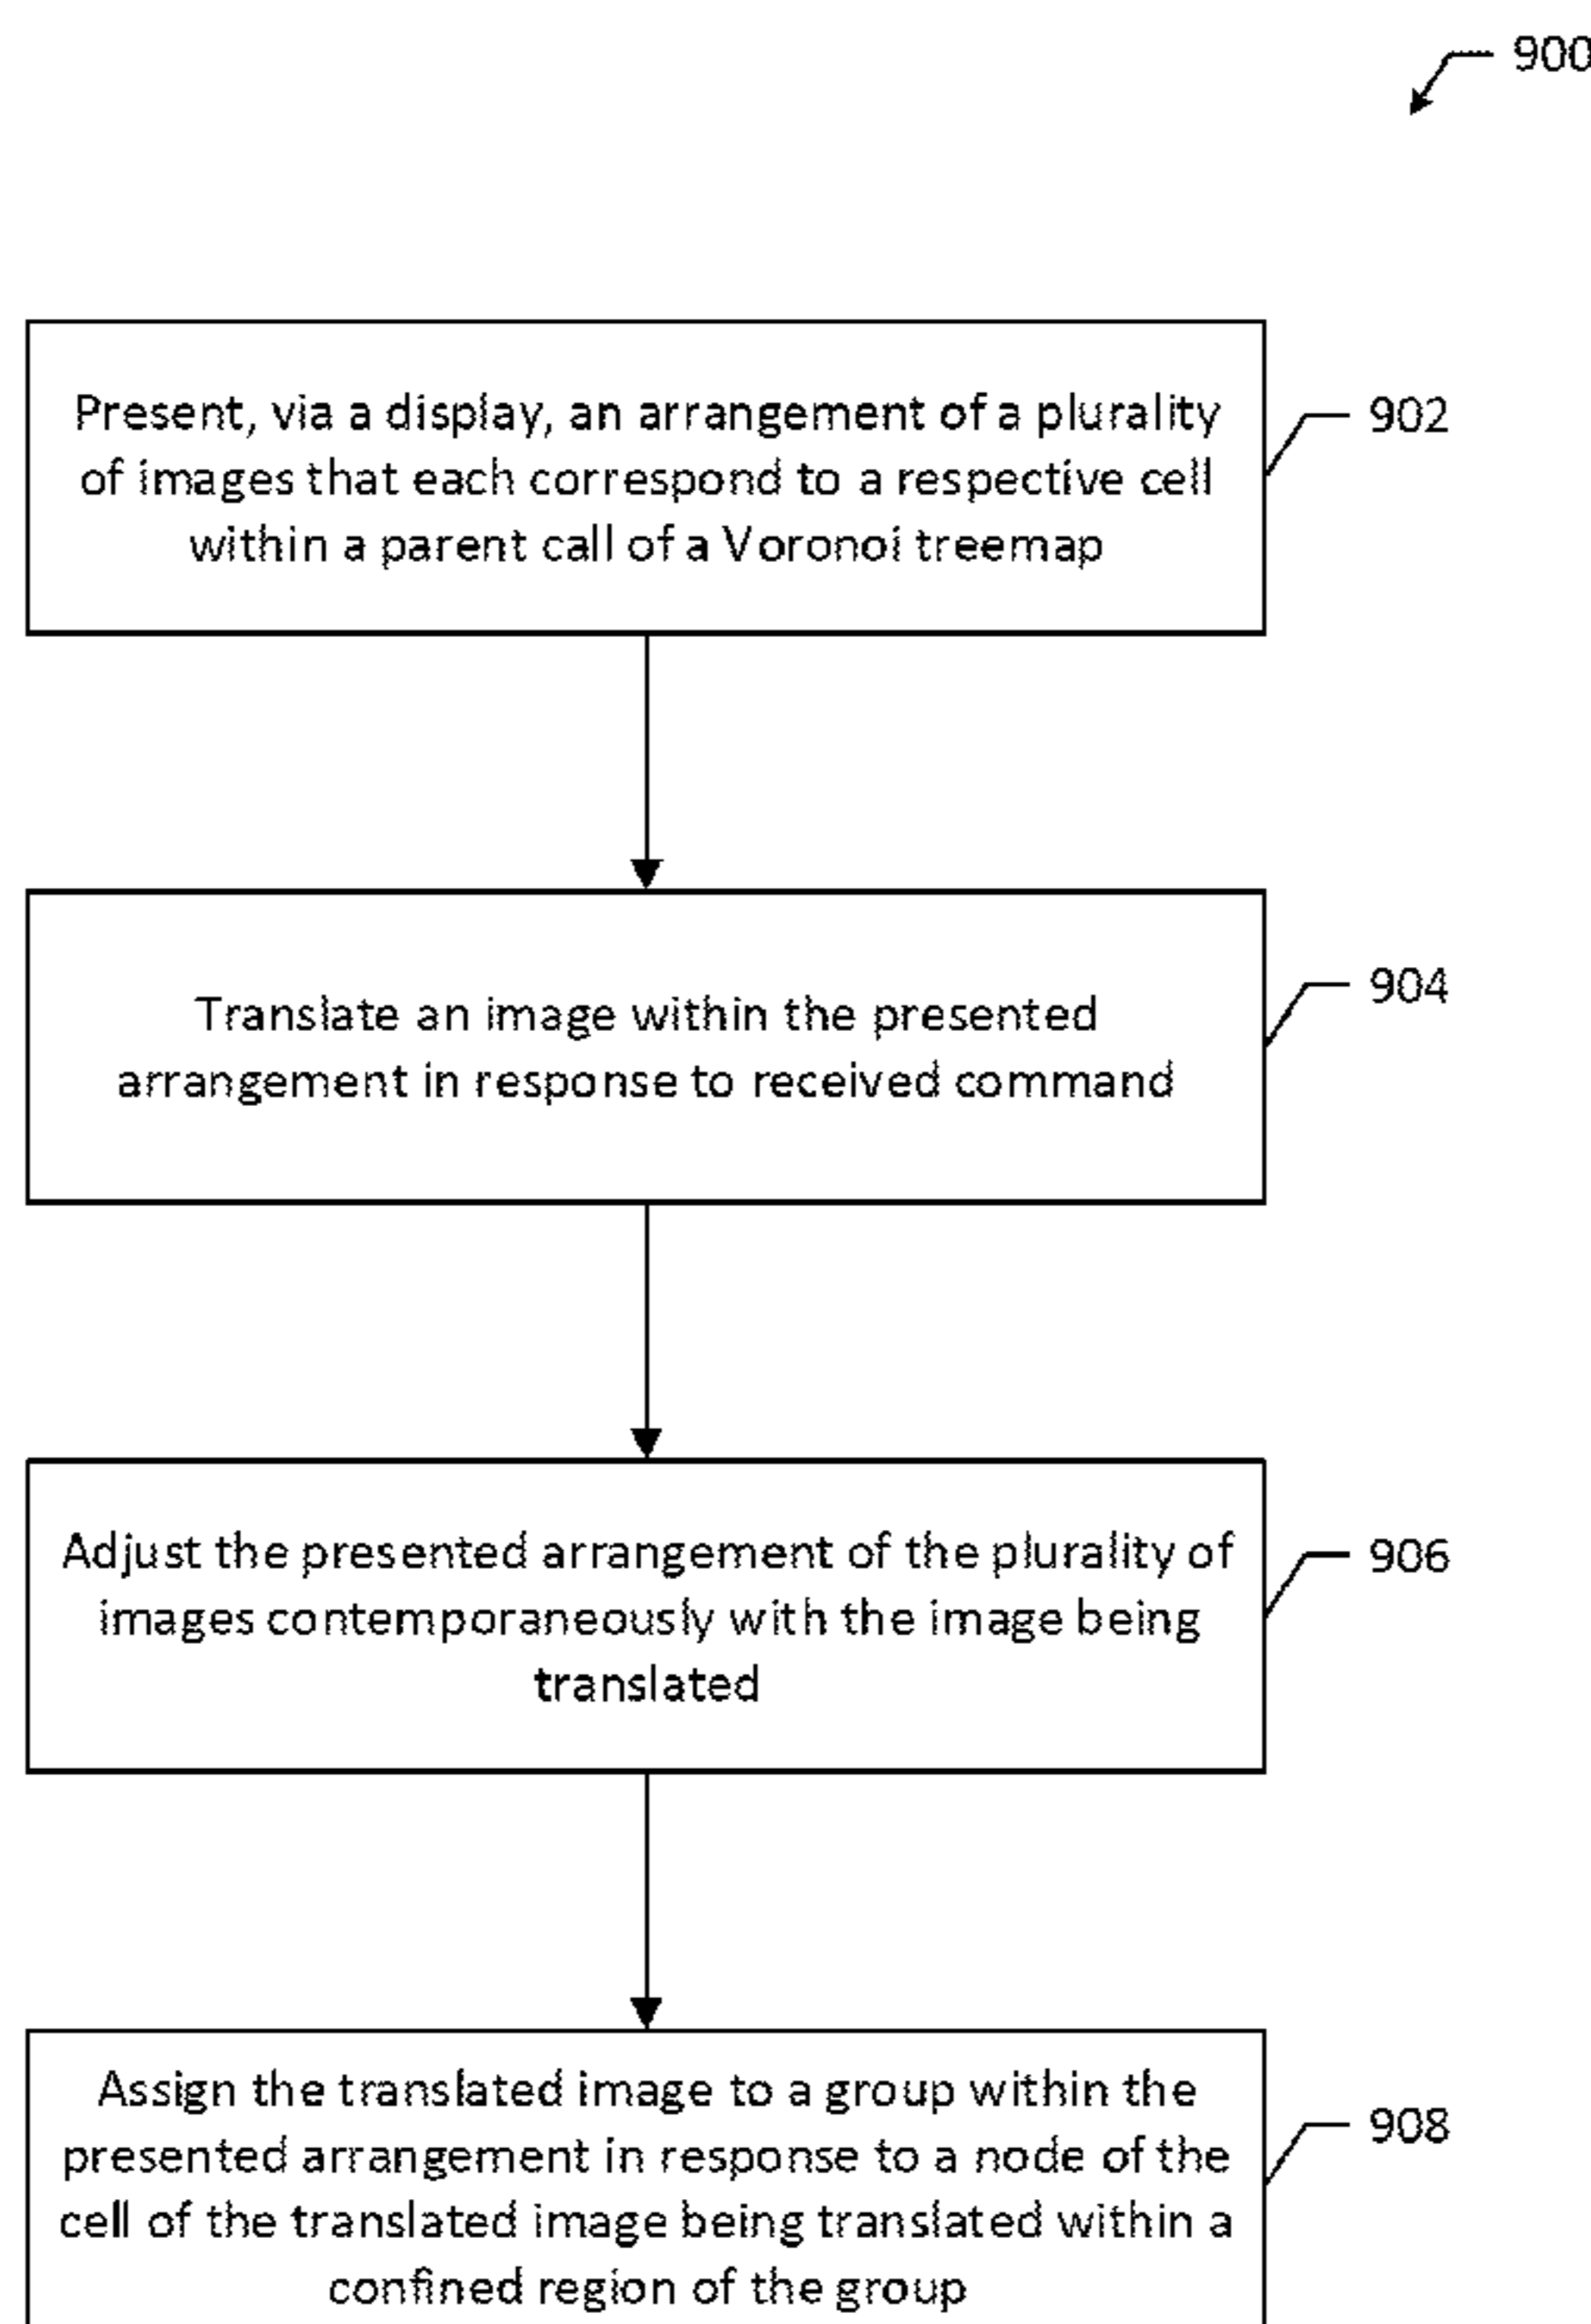 900
Present, via a display, an arrangement of a plurality
of images that each correspond to a respective cell
within a parent call of a Voronoi treemap
902
Translate an image within the presented
arrangement in response to received command
904
Adjust the presented arrangement of the plurality of
images contemporaneously with the image being
translated
906
Assign the translated image to a group within the
presented arrangement in response to a node of the
cell of the translated image being translated within a
confined region of the group
908